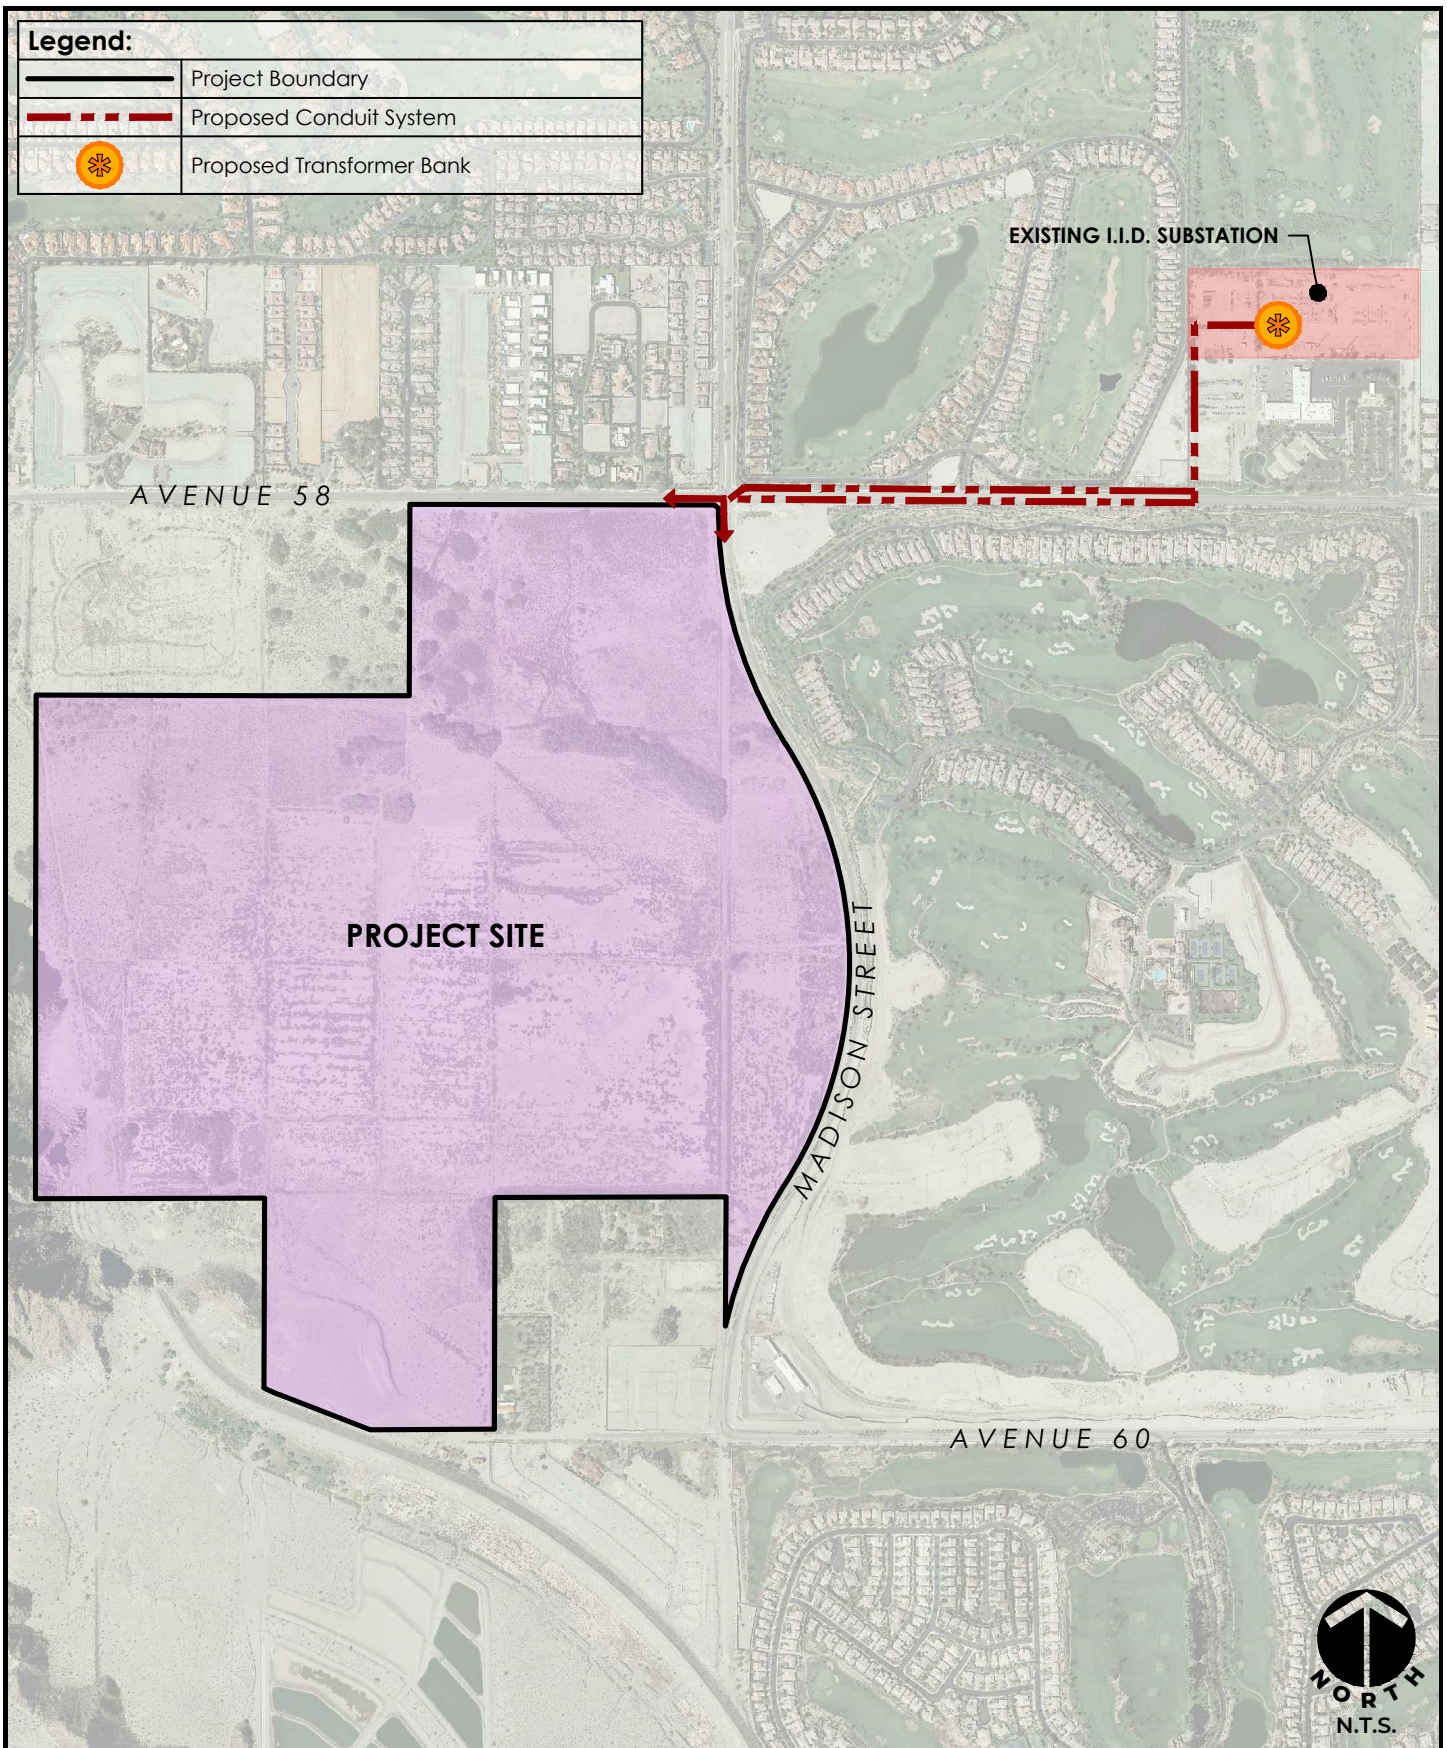 Legend:
Project Boundary
Proposed Conduit System
Proposed Transformer Bank
EXISTING I.I.D. SUBSTATION
AVENUE 58
PROJECT SITE
MADISON STREET
AVENUE 60
NORTH
N.T.S.